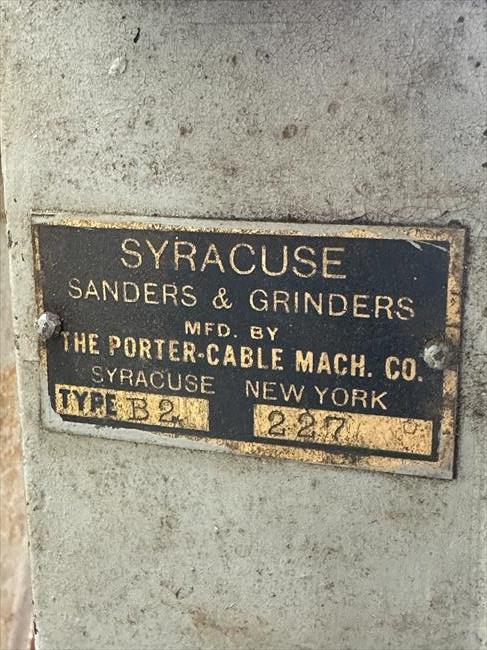 SYRACUSE
SANDERS & GRINDERS
MFD. BY
THE PORTER-CABLE MACH. CO.
SYRACUSE NEW YORK
TYPE B2 227